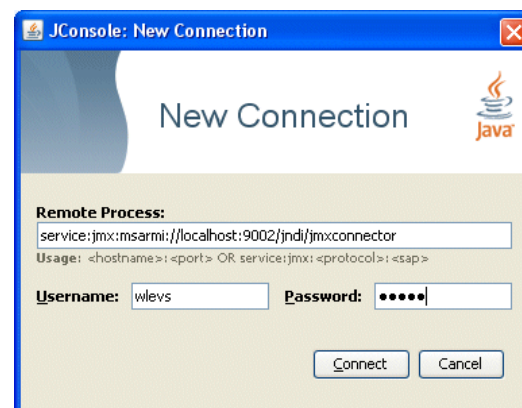 JConsole: New Connection
New Connection
Java
Remote Process:
service:jmx:msarmi://localhost:9002/jndi/jmxconnector
Usage: <hostname>:<port> OR service:jmx:<protocol>:<sap>
Username: wlevs Password: •••••
Connect Cancel